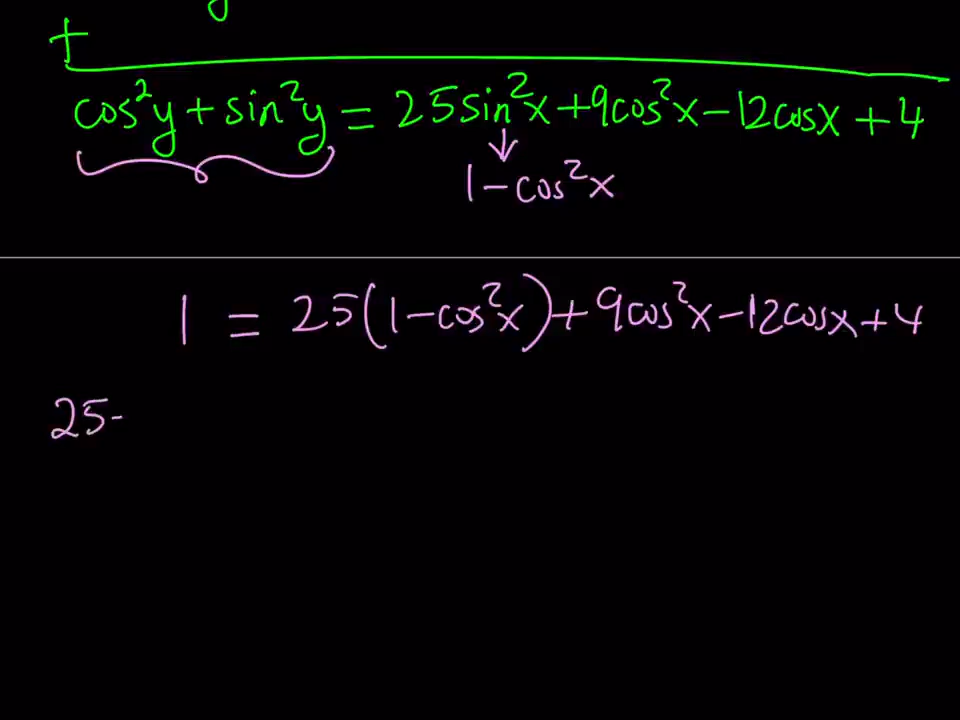 +
cos²y + sin²y = 25sin²x + 9cos²x - 12cosx + 4
1 - cos²x
1 = 25(1 - cos²x) + 9cos²x - 12cosx + 4
25-